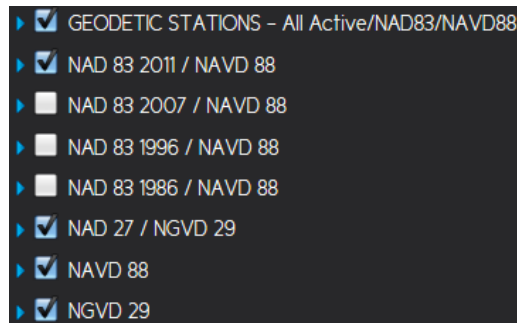 GEODETIC STATIONS - All Active/NAD83/NAVD88
NAD 83 2011 / NAVD 88
NAD 83 2007 / NAVD 88
NAD 83 1996 / NAVD 88
NAD 83 1986 / NAVD 88
NAD 27 / NGVD 29
NAVD 88
NGVD 29